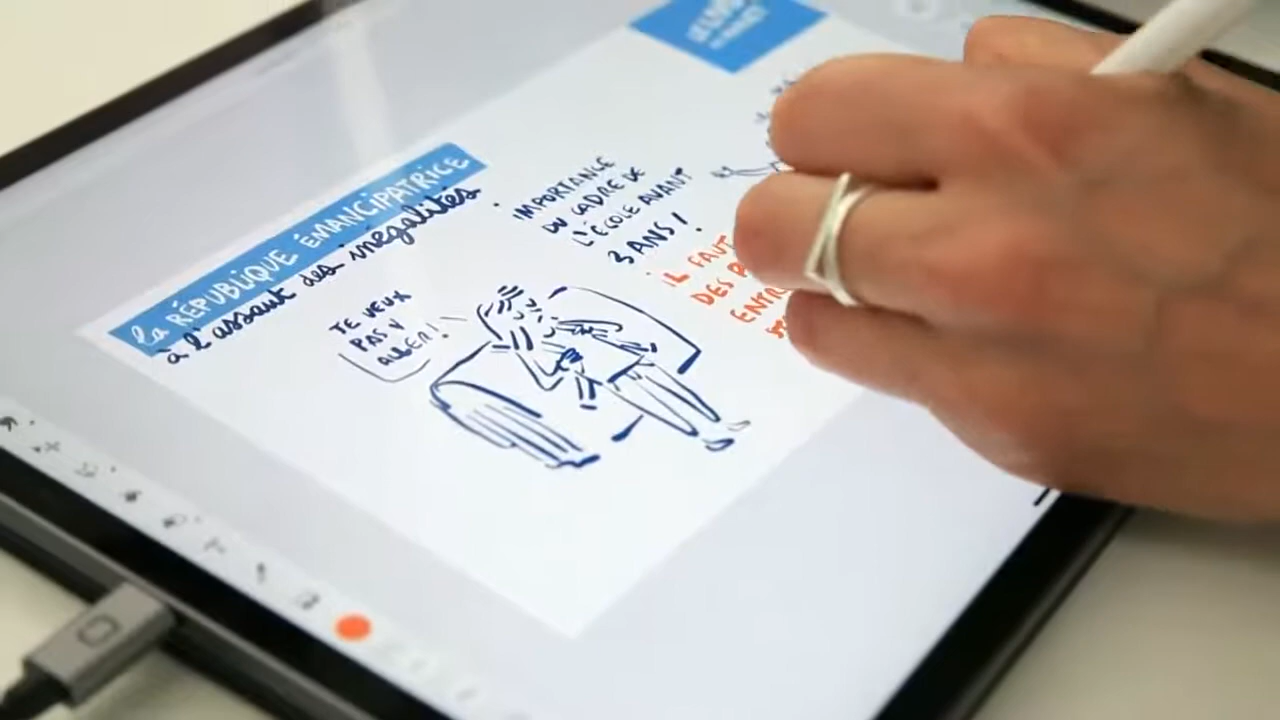 la RÉPUBLIQUE ÉMANCIPATRICE
à l'assaut des inégalités
IMPORTANCE
DU CADRE DE
L'ÉCOLE AVANT
3 ANS!
IL FAUT
DES
JE VEUX
PAS Y
ALLER!